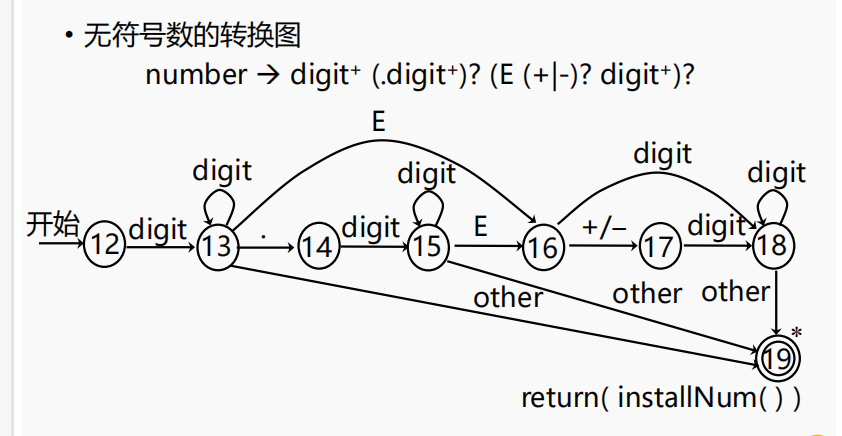 • 无符号数的转换图
number → digit⁺ (.digit⁺)? (E (+|-)? digit⁺)?
E
digit
digit
digit
digit
开始
12
digit
13
.
14
digit
15
E
16
+/−
17
digit
18
other
other
other
*
19
return( installNum( ) )